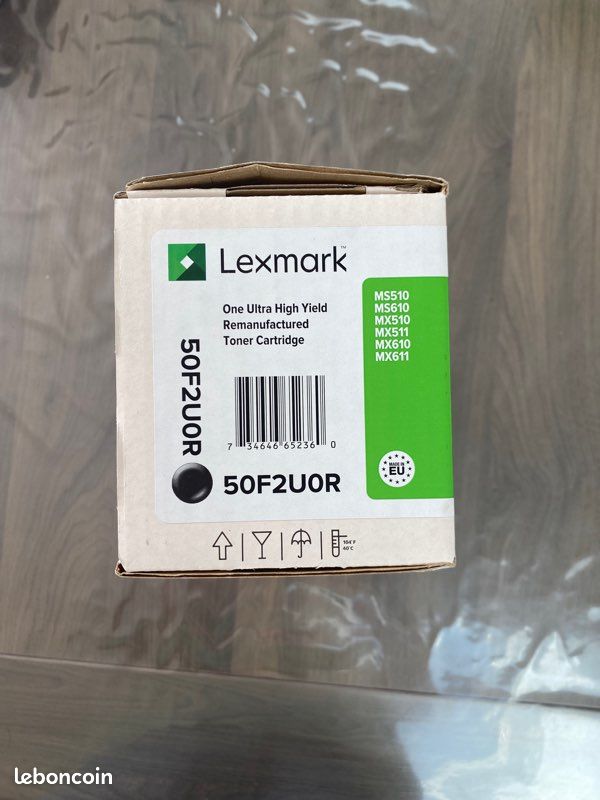 Lexmark™
One Ultra High Yield
Remanufactured
Toner Cartridge
MS510
MS610
MX510
MX511
MX610
MX611
50F2U0R
7 34646 65236 0
MADE IN
EU
50F2U0R
104°F
40°C
leboncoin